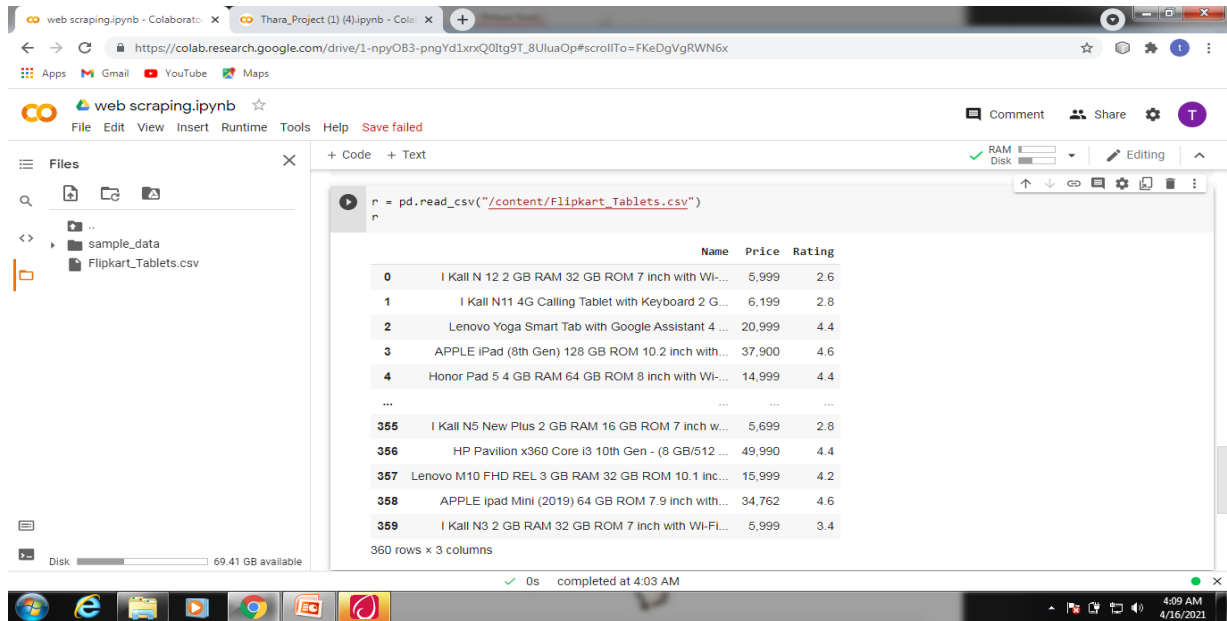 web scraping.ipynb - Colaborato
Thara_Project (1) (4).ipynb - Cola
https://colab.research.google.com/drive/1-npyOB3-pngYd1xrxQ0Itg9T_8UIuaOp#scrollTo=FKeDgVgRWN6x
t
Apps Gmail YouTube Maps
web scraping.ipynb
File Edit View Insert Runtime Tools Help Save failed
Comment Share T
Files
+ Code + Text
RAM
Disk
Editing
..
sample_data
Flipkart_Tablets.csv
r = pd.read_csv("/content/Flipkart_Tablets.csv")
r
Name Price Rating
0 I Kall N 12 2 GB RAM 32 GB ROM 7 inch with Wi-... 5,999 2.6
1 I Kall N11 4G Calling Tablet with Keyboard 2 G... 6,199 2.8
2 Lenovo Yoga Smart Tab with Google Assistant 4 ... 20,999 4.4
3 APPLE iPad (8th Gen) 128 GB ROM 10.2 inch with... 37,900 4.6
4 Honor Pad 5 4 GB RAM 64 GB ROM 8 inch with Wi-... 14,999 4.4
... ... ... ...
355 I Kall N5 New Plus 2 GB RAM 16 GB ROM 7 inch w... 5,699 2.8
356 HP Pavilion x360 Core i3 10th Gen - (8 GB/512 ... 49,990 4.4
357 Lenovo M10 FHD REL 3 GB RAM 32 GB ROM 10.1 inc... 15,999 4.2
358 APPLE ipad Mini (2019) 64 GB ROM 7.9 inch with... 34,762 4.6
359 I Kall N3 2 GB RAM 32 GB ROM 7 inch with Wi-Fi... 5,999 3.4
360 rows × 3 columns
Disk 69.41 GB available
0s completed at 4:03 AM
4:09 AM
4/16/2021